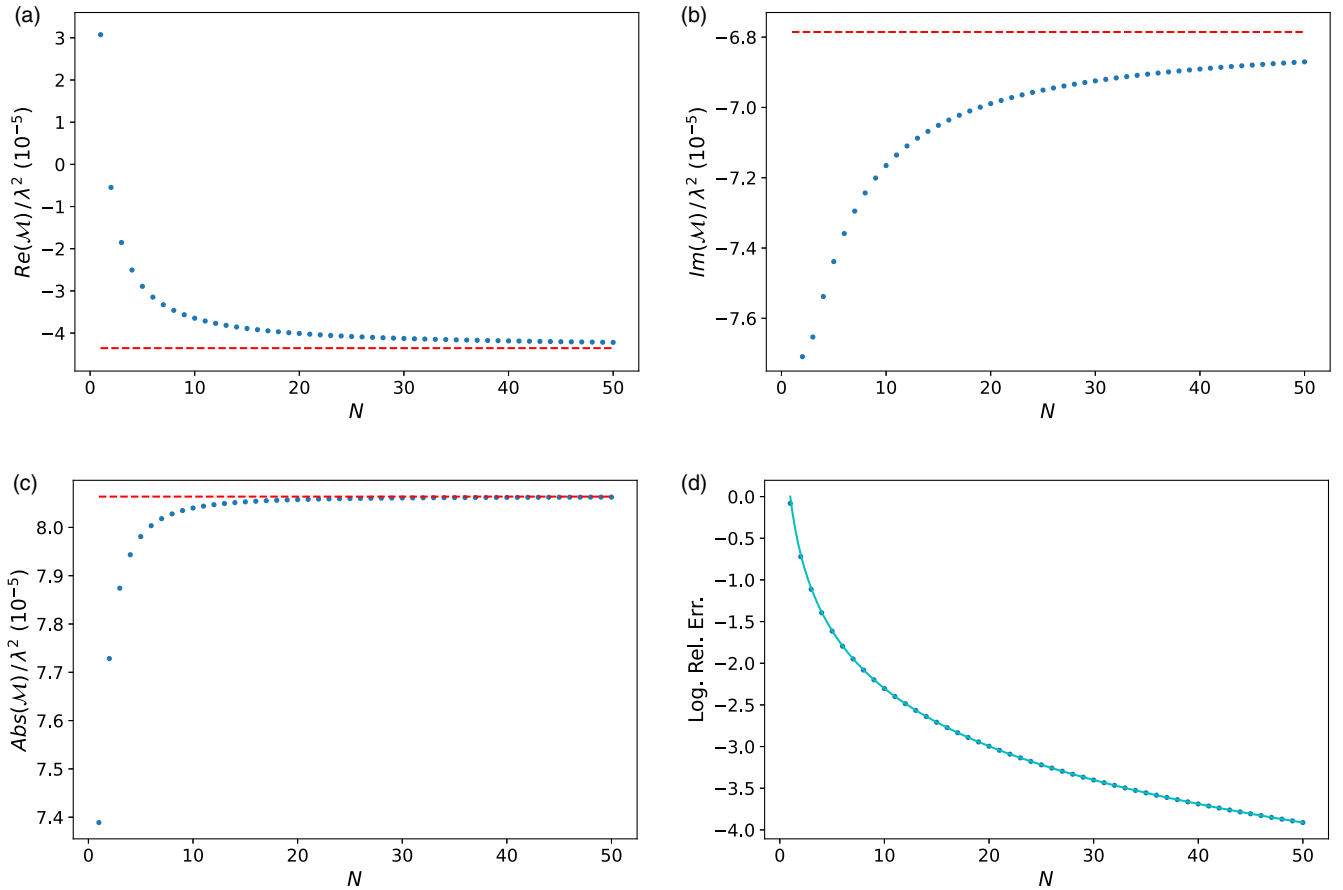 (a)
3
2
1
0
−1
−2
−3
−4
Re(ℳ)/λ² (10⁻⁵)
0 10 20 30 40 50
N
(b)
−6.8
−7.0
−7.2
−7.4
−7.6
Im(ℳ)/λ² (10⁻⁵)
0 10 20 30 40 50
N
(c)
8.0
7.9
7.8
7.7
7.6
7.5
7.4
Abs(ℳ)/λ² (10⁻⁵)
0 10 20 30 40 50
N
(d)
0.0
−0.5
−1.0
−1.5
−2.0
−2.5
−3.0
−3.5
−4.0
Log. Rel. Err.
0 10 20 30 40 50
N